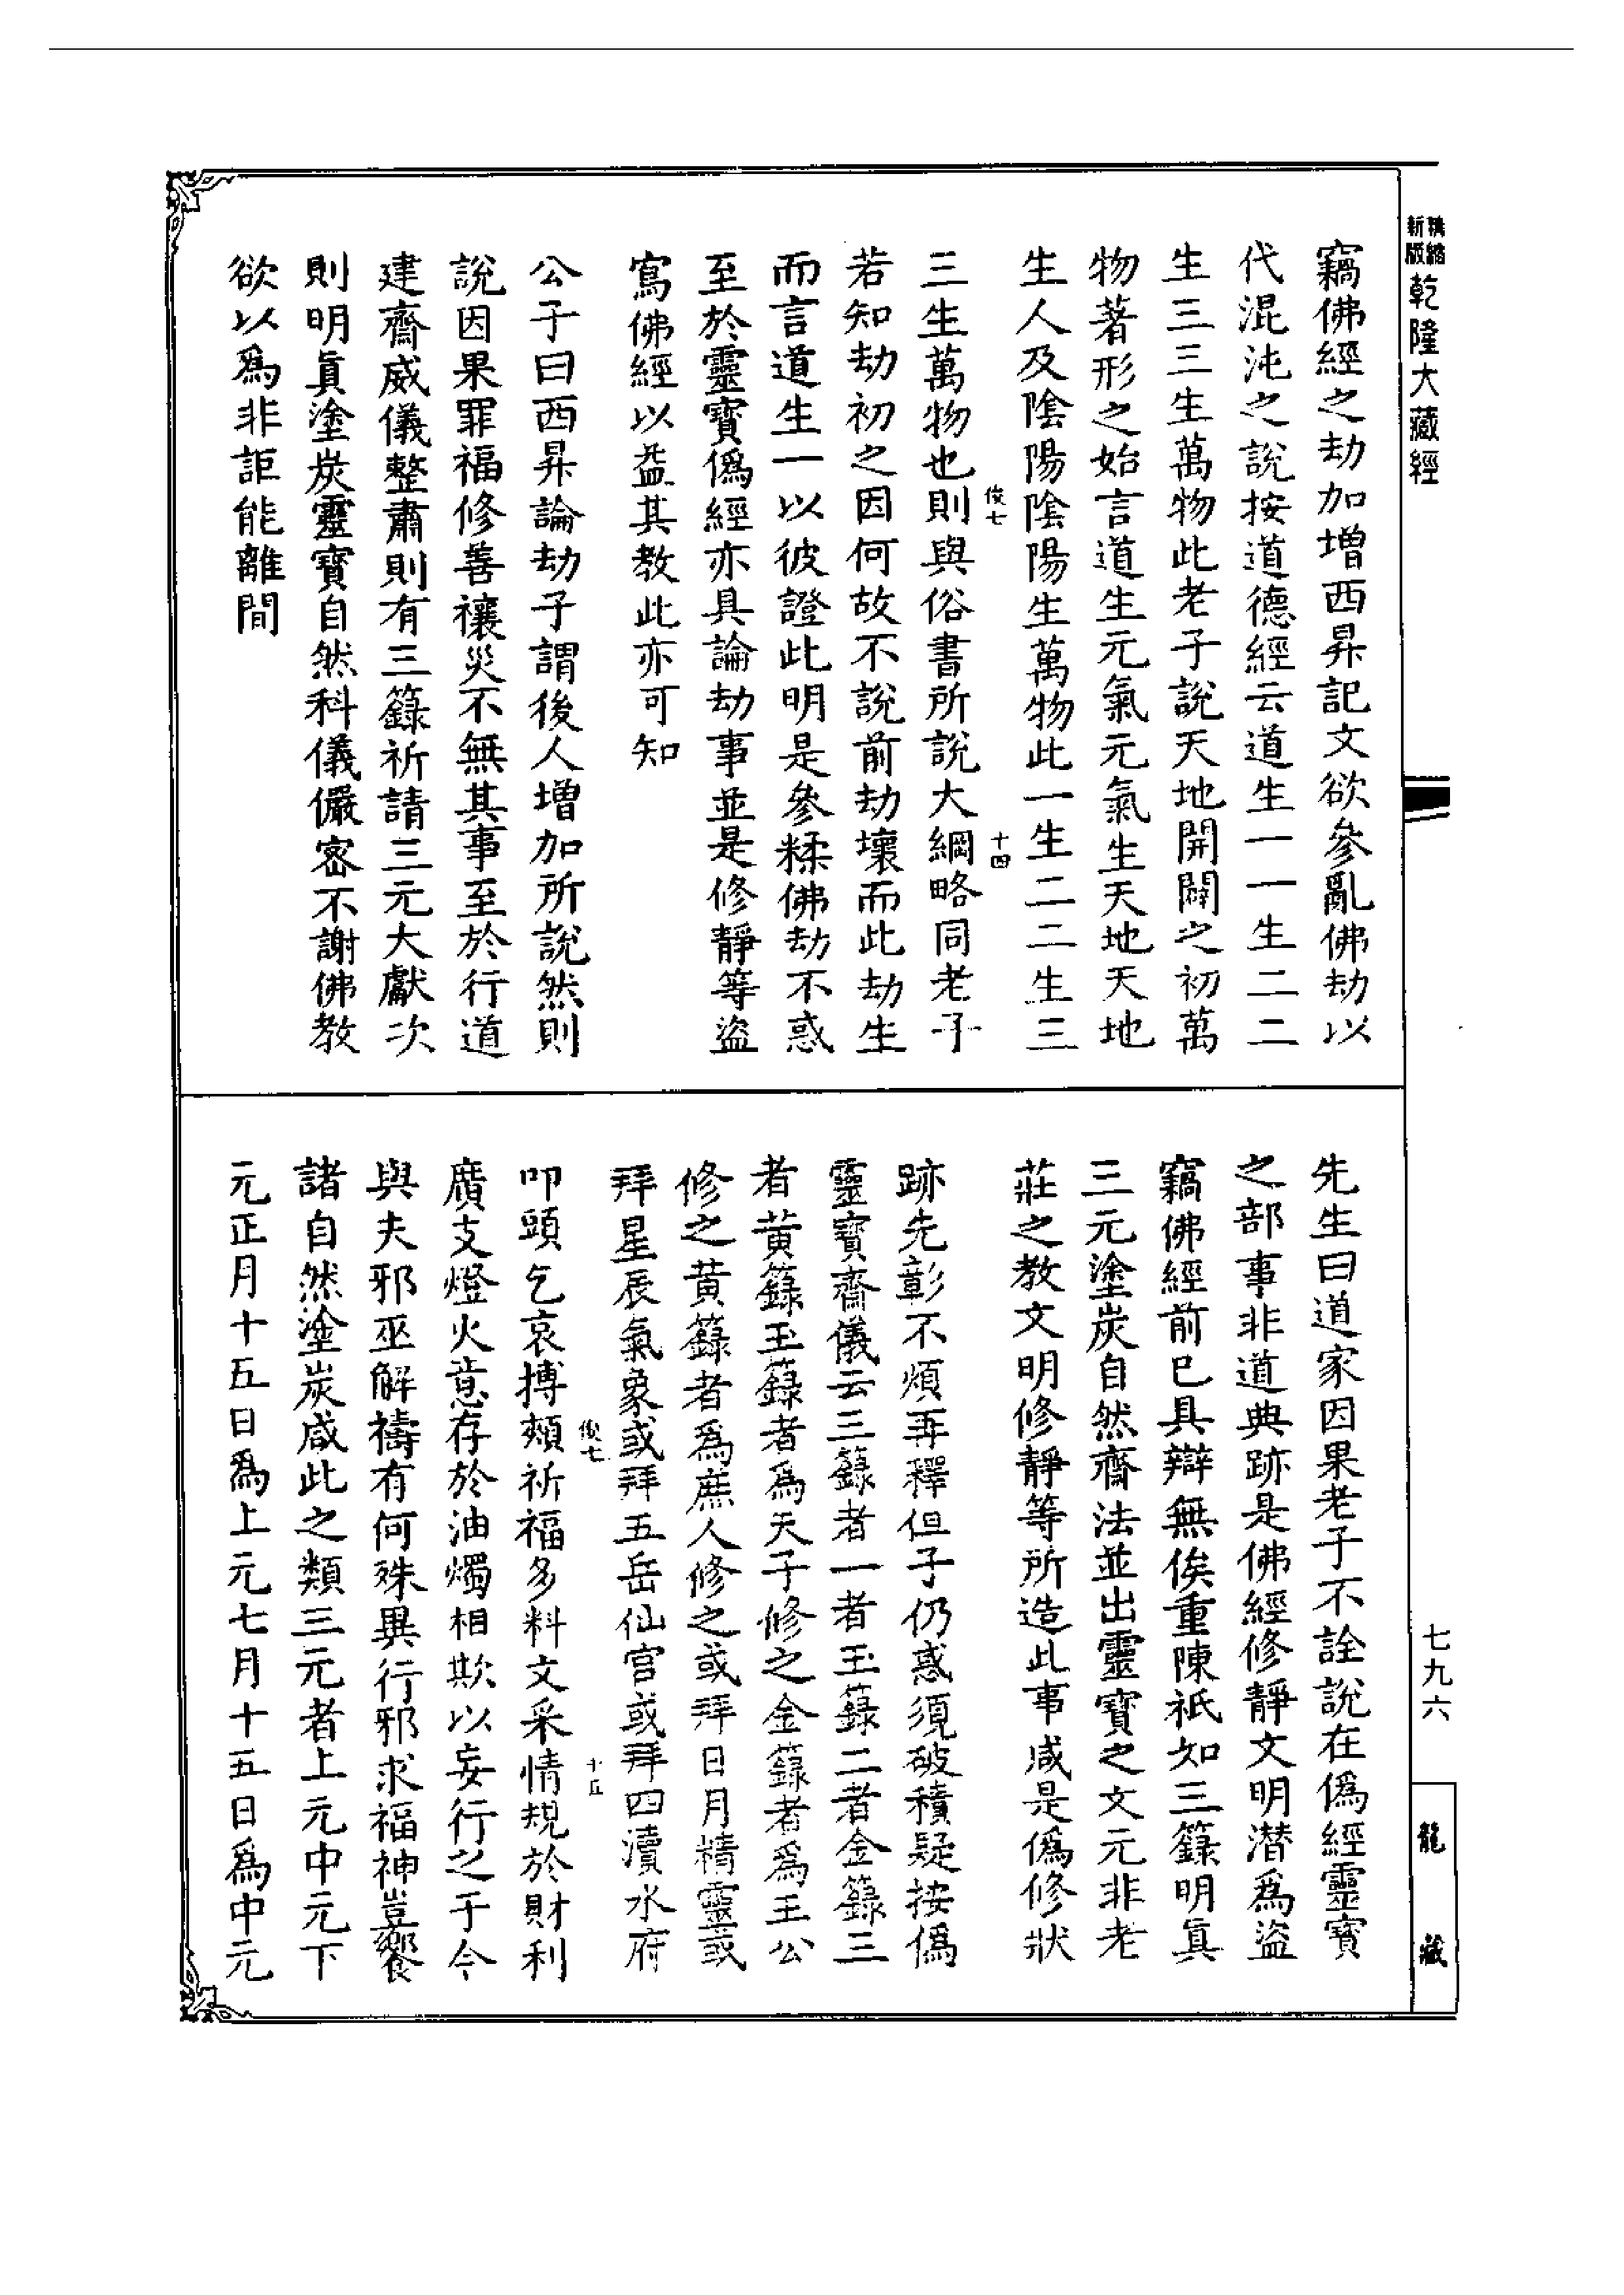 新版
精縮
乾隆大藏經
竊佛經之劫加增西昇記文欲參亂佛劫以
代混沌之說按道德經云道生一一生二二
生三三生萬物此老子說天地開闢之初萬
物著形之始言道生元氣元氣生天地天地
生人及陰陽陰陽生萬物此一生二二生三
俊七
十四
三生萬物也則與俗書所說大綱略同老子
若知劫初之因何故不說前劫壞而此劫生
而言道生一以彼證此明是參糅佛劫不惑
至於靈寶僞經亦具論劫事並是修靜等盜
寫佛經以益其教此亦可知
公子曰西昇論劫子謂後人增加所說然則
說因果罪福修善禳災不無其事至於行道
建齋威儀整肅則有三籙祈請三元大獻次
則明眞塗炭靈寶自然科儀儼密不謝佛教
欲以爲非詎能離間
先生曰道家因果老子不詮說在僞經靈寶
之部事非道典跡是佛經修靜文明潛爲盜
竊佛經前已具辯無俟重陳祇如三籙明眞
三元塗炭自然齋法並出靈寶之文元非老
莊之教文明修靜等所造此事咸是僞修狀
跡先彰不煩再釋但子仍惑須破積疑按僞
靈寶齋儀云三籙者一者玉籙二者金籙三
者黃籙玉籙者爲天子修之金籙者爲王公
修之黃籙者爲庶人修之或拜日月精靈或
拜星辰氣象或拜五岳仙官或拜四瀆水府
俊七
十五
叩頭乞哀搏頰祈福多料文采情規於財利
廣支燈火意存於油燭相欺以妄行之于今
與夫邪巫解禱有何殊異行邪求福神豈饗
諸自然塗炭咸此之類三元者上元中元下
元正月十五日爲上元七月十五日爲中元
七九六
龍藏